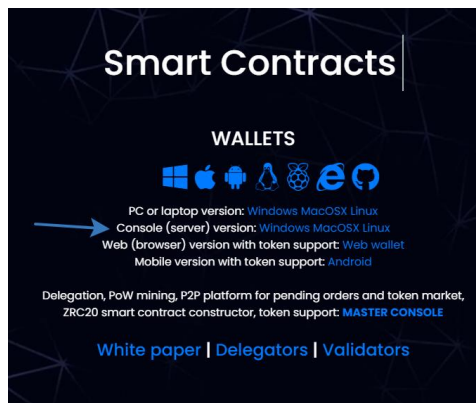 Smart Contracts
WALLETS
PC or laptop version: Windows MacOSX Linux
Console (server) version: Windows MacOSX Linux
Web (browser) version with token support: Web wallet
Mobile version with token support: Android
Delegation, PoW mining, P2P platform for pending orders and token market,
ZRC20 smart contract constructor, token support: MASTER CONSOLE
White paper | Delegators | Validators